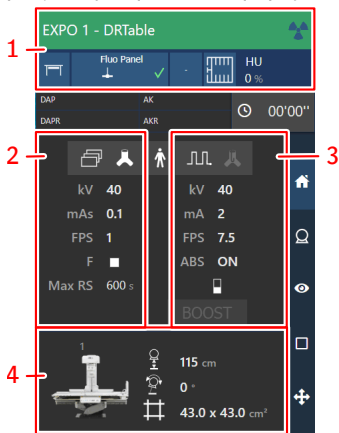 EXPO 1 - DRTable
1
Fluo Panel
HU
0 %
DAP AK
00'00''
DAPR AKR
2
3
kV 40 kV 40
mAs 0.1 mA 2
FPS 1 FPS 7.5
F ABS ON
Max RS 600 s
BOOST
1
115 cm
4
0 °
43.0 x 43.0 cm²